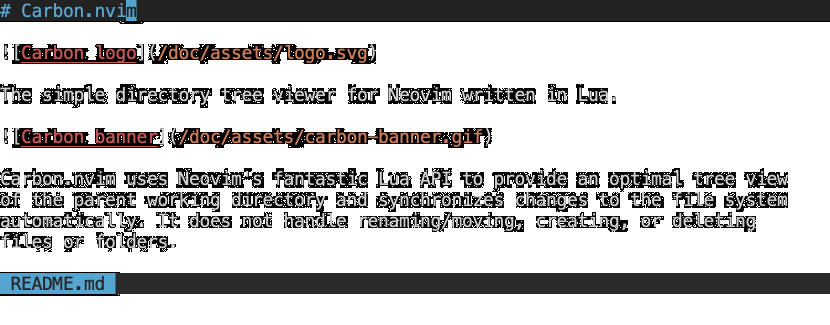 # Carbon.nvim
![Carbon logo](/doc/assets/logo.svg)
The simple directory tree viewer for Neovim written in Lua.
![Carbon banner](/doc/assets/carbon-banner.gif)
Carbon.nvim uses Neovim's fantastic Lua API to provide an optimal tree view
of the parent working directory and synchronizes changes to the file system
automatically. It does not handle renaming/moving, creating, or deleting
files or folders.
README.md